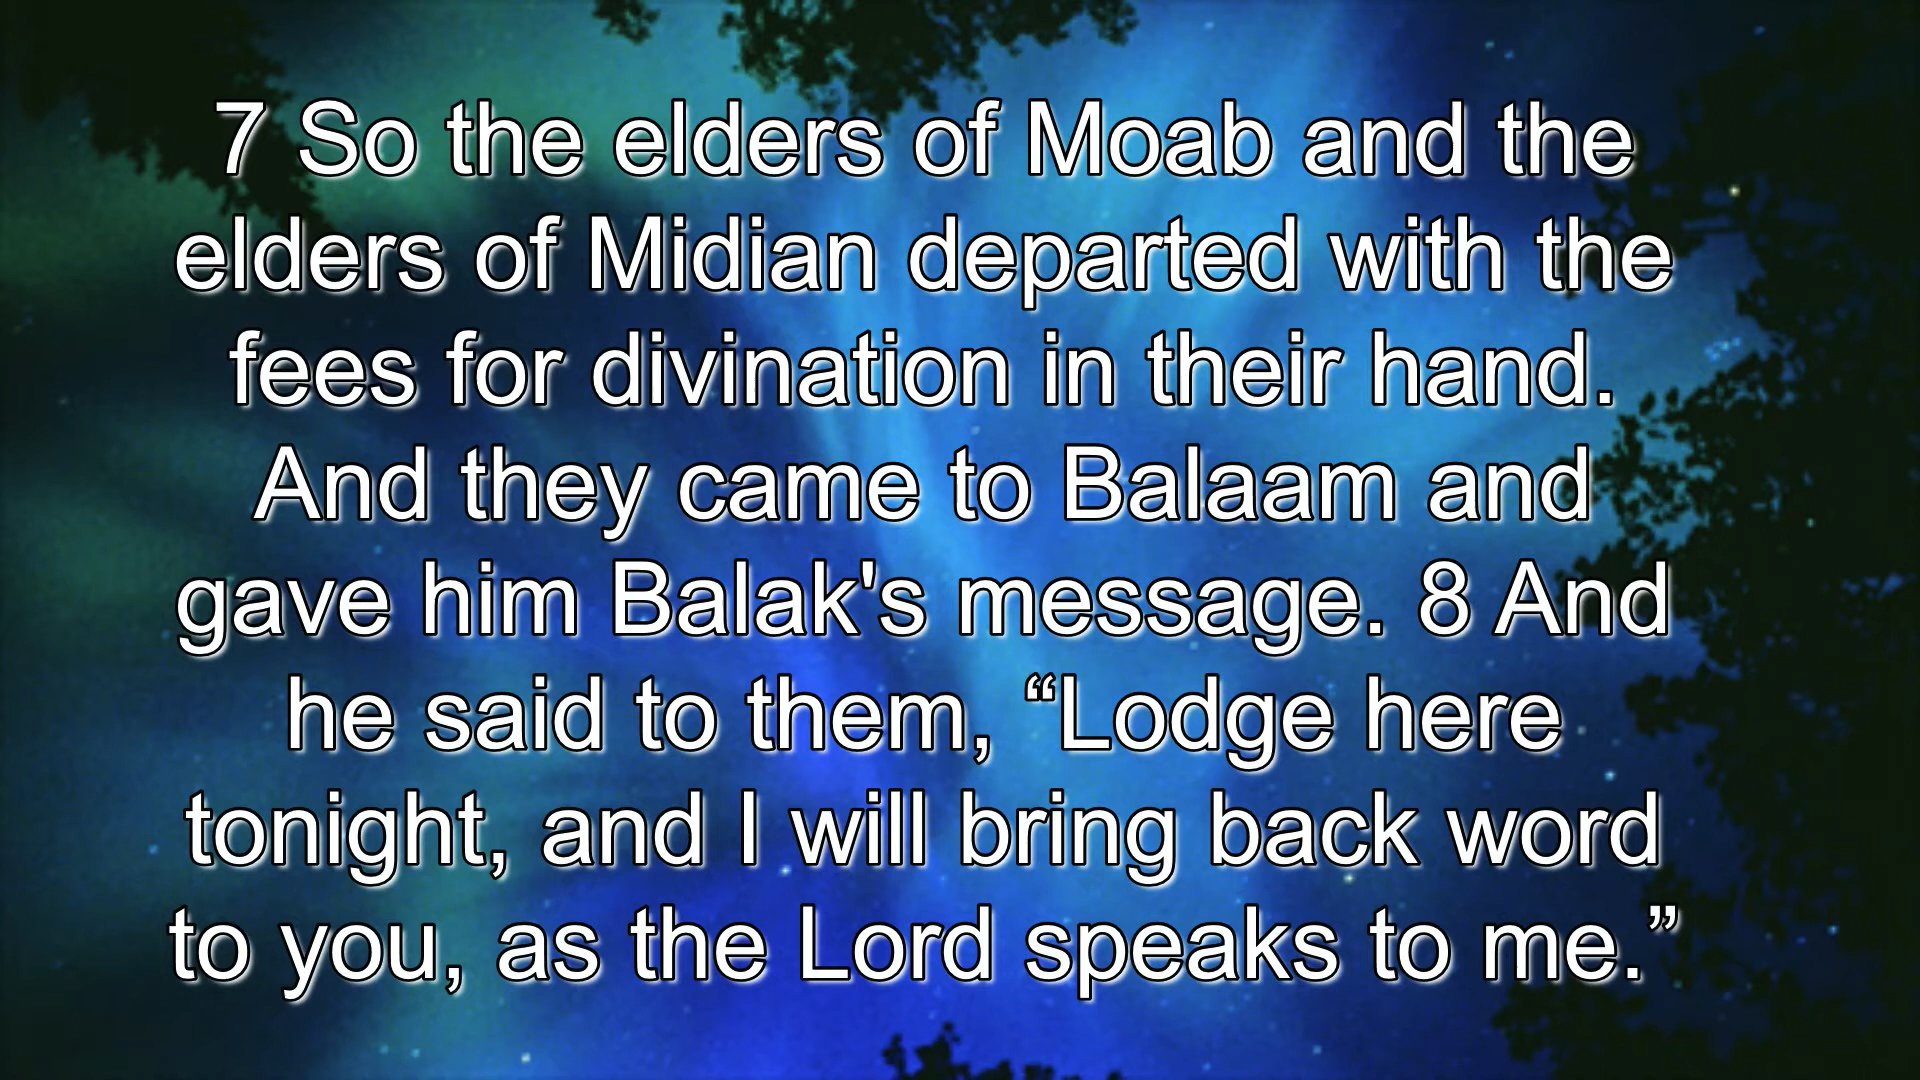 7 So the elders of Moab and the
elders of Midian departed with the
fees for divination in their hand.
And they came to Balaam and
gave him Balak's message. 8 And
he said to them, “Lodge here
tonight, and I will bring back word
to you, as the Lord speaks to me.”